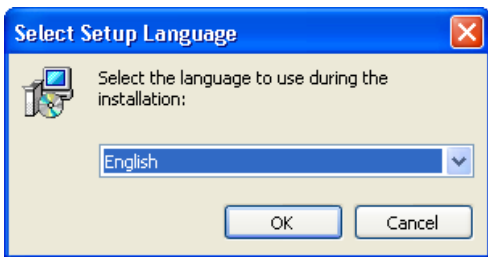 Select Setup Language
Select the language to use during the
installation:
English
OK
Cancel